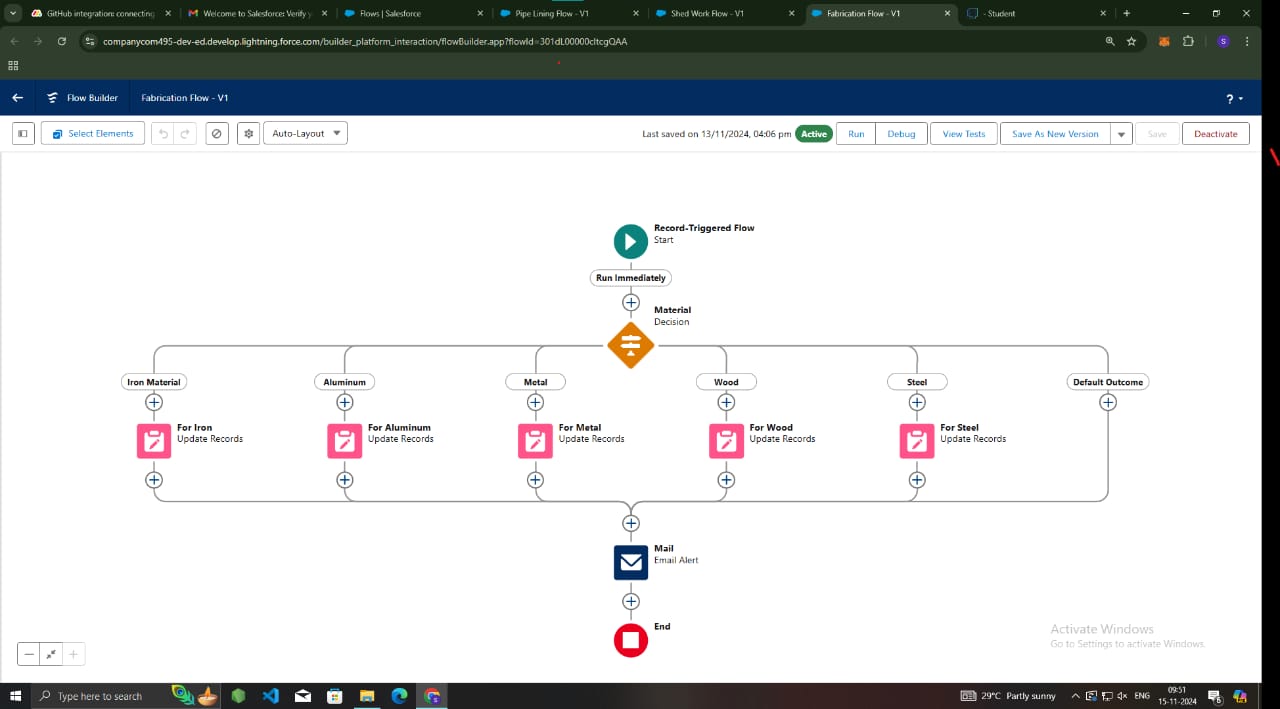 GitHub integration: connecting
Welcome to Salesforce: Verify y
Flows | Salesforce
Pipe Lining Flow - V1
Shed Work Flow - V1
Fabrication Flow - V1
- Student
companycom495-dev-ed.develop.lightning.force.com/builder_platform_interaction/flowBuilder.app?flowId=301dL00000cltcgQAA
S
Flow Builder
Fabrication Flow - V1
?
Select Elements
Auto-Layout
Last saved on 13/11/2024, 04:06 pm
Active
Run
Debug
View Tests
Save As New Version
Save
Deactivate
Record-Triggered Flow
Start
Run Immediately
Material
Decision
Iron Material
Aluminum
Metal
Wood
Steel
Default Outcome
For Iron
Update Records
For Aluminum
Update Records
For Metal
Update Records
For Wood
Update Records
For Steel
Update Records
Mail
Email Alert
End
Activate Windows
Go to Settings to activate Windows.
Type here to search
29°C Partly sunny
ENG
09:51
15-11-2024